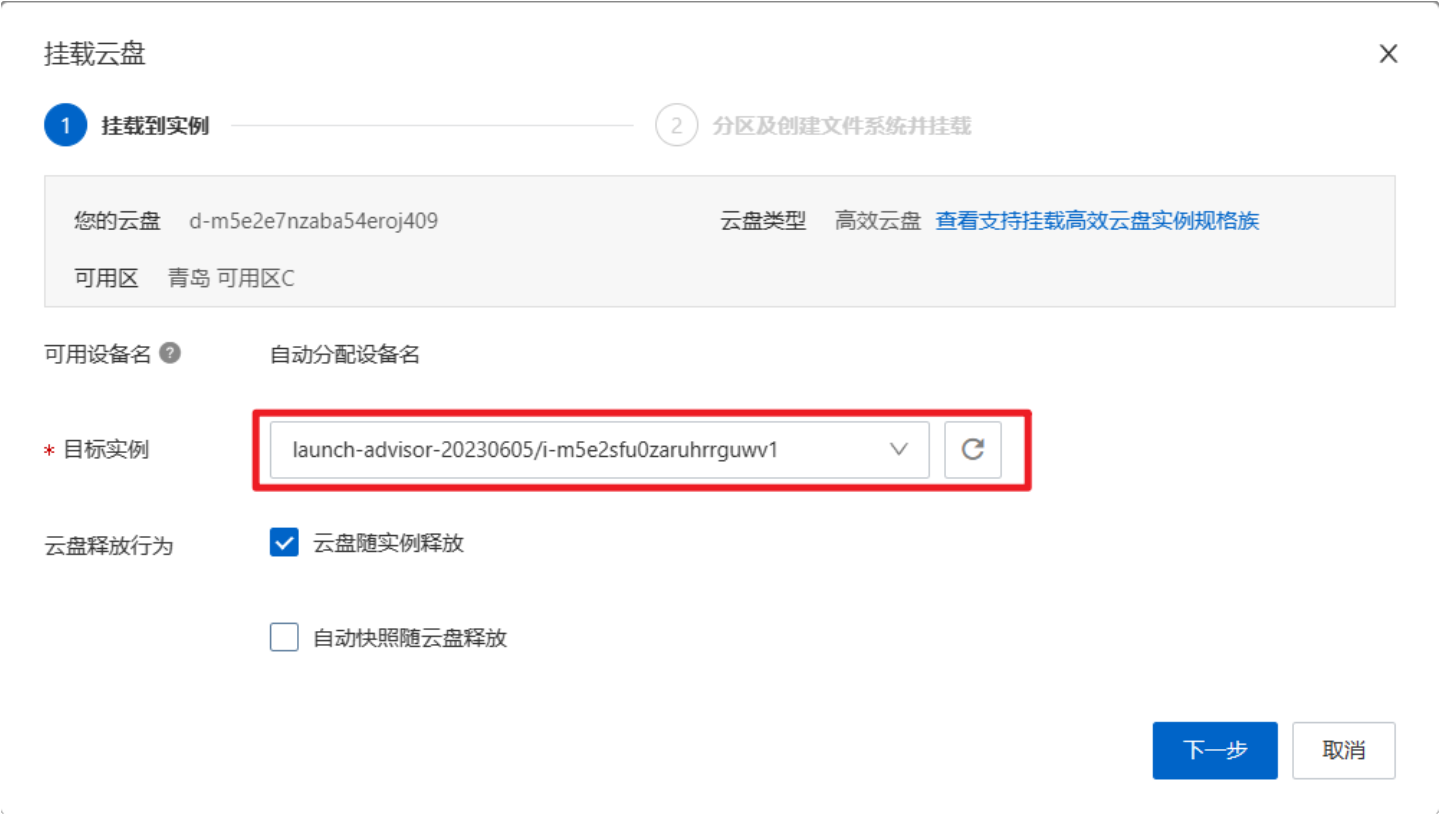 挂载云盘
1 挂载到实例 2 分区及创建文件系统并挂载
您的云盘 d-m5e2e7nzaba54eroj409 云盘类型 高效云盘 查看支持挂载高效云盘实例规格族
可用区 青岛 可用区C
可用设备名 ? 自动分配设备名
* 目标实例 launch-advisor-20230605/i-m5e2sfu0zaruhrrguwv1
云盘释放行为 云盘随实例释放
自动快照随云盘释放
下一步 取消